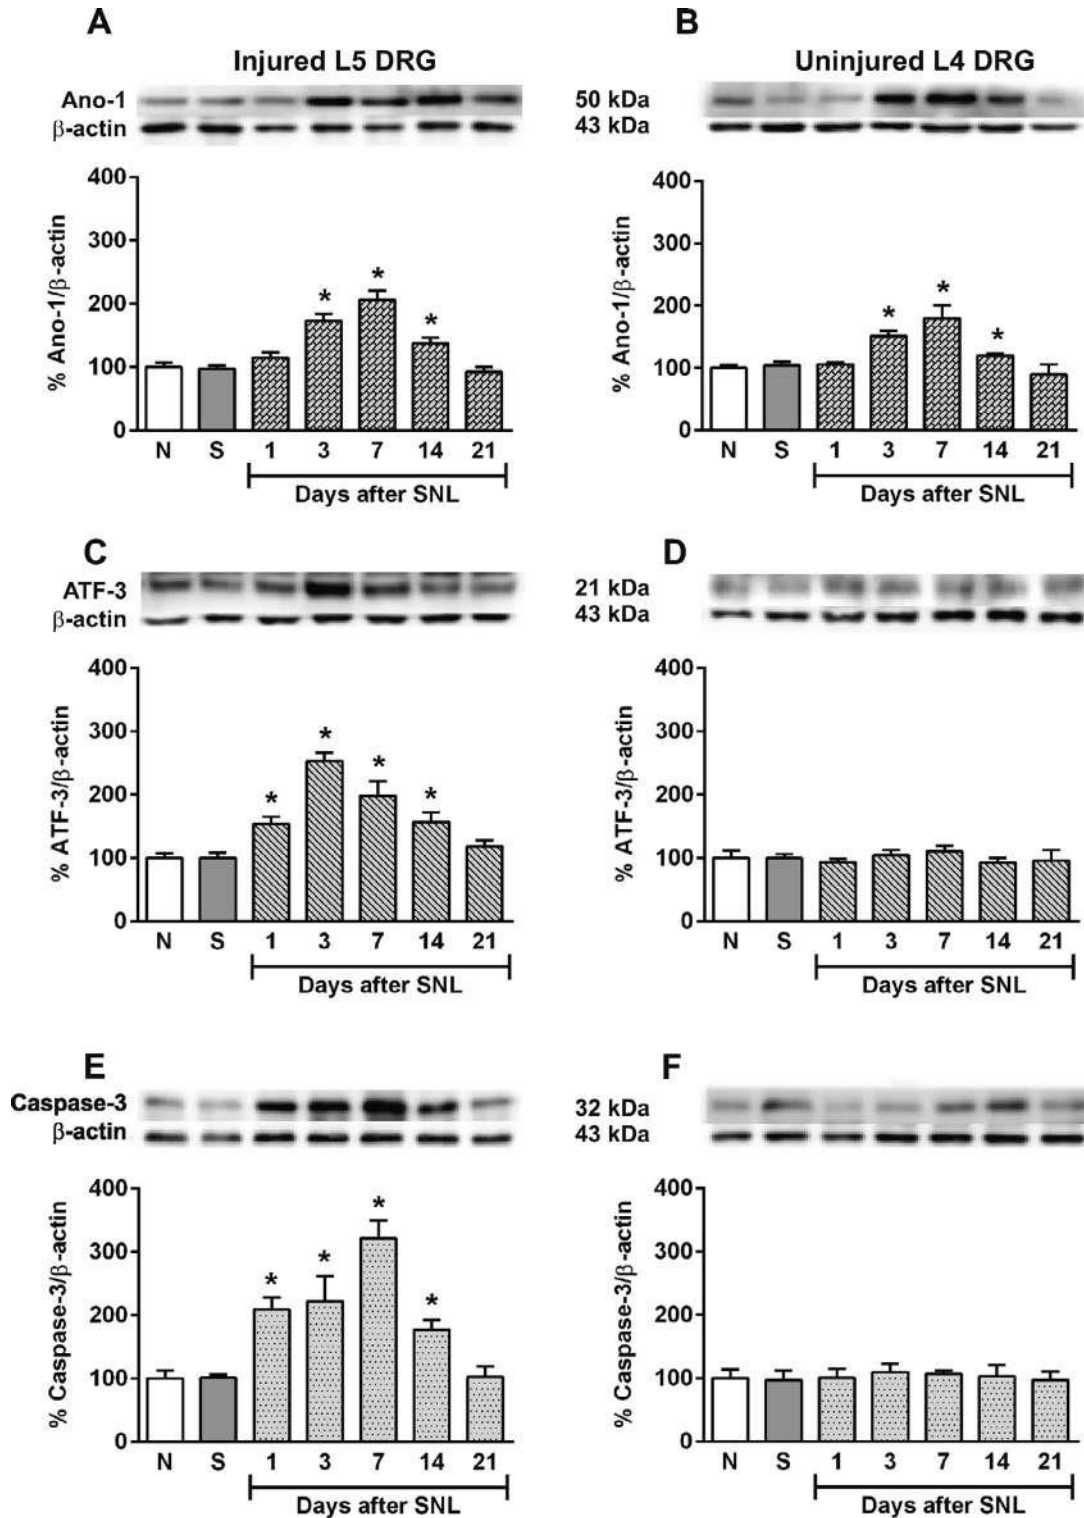 A
B
Injured L5 DRG
Uninjured L4 DRG
Ano-1
50 kDa
β-actin
43 kDa
400
300
200
100
0
% Ano-1/β-actin
*
*
*
N S 1 3 7 14 21
Days after SNL
400
300
200
100
0
% Ano-1/β-actin
*
*
*
N S 1 3 7 14 21
Days after SNL
C
D
ATF-3
21 kDa
β-actin
43 kDa
400
300
200
100
0
% ATF-3/β-actin
*
*
*
*
N S 1 3 7 14 21
Days after SNL
400
300
200
100
0
% ATF-3/β-actin
N S 1 3 7 14 21
Days after SNL
E
F
Caspase-3
32 kDa
β-actin
43 kDa
400
300
200
100
0
% Caspase-3/β-actin
*
*
*
*
N S 1 3 7 14 21
Days after SNL
400
300
200
100
0
% Caspase-3/β-actin
N S 1 3 7 14 21
Days after SNL